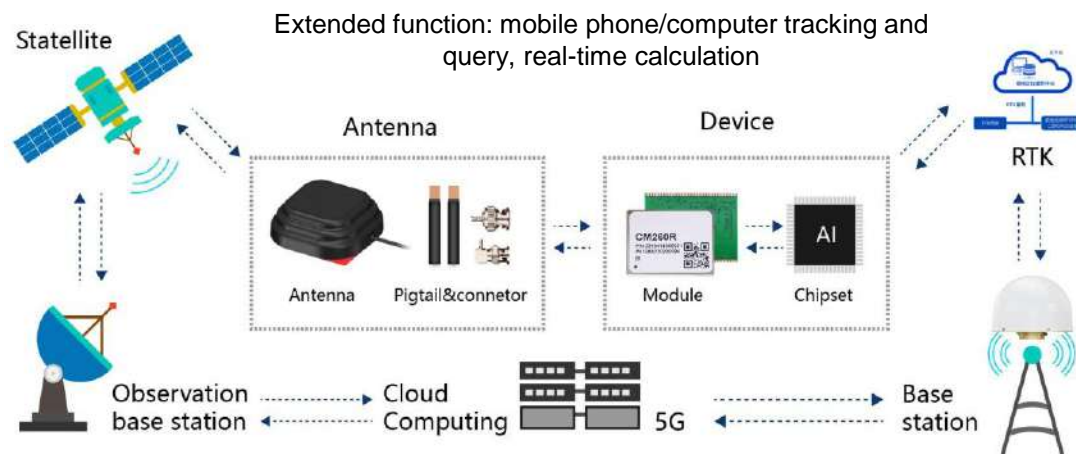 Extended function: mobile phone/computer tracking and
query, real-time calculation
Statellite
Antenna
Device
RTK
CM260R
AI
Antenna
Pigtail&connetor
Module
Chipset
Observation
base station
Cloud
Computing
5G
Base
station